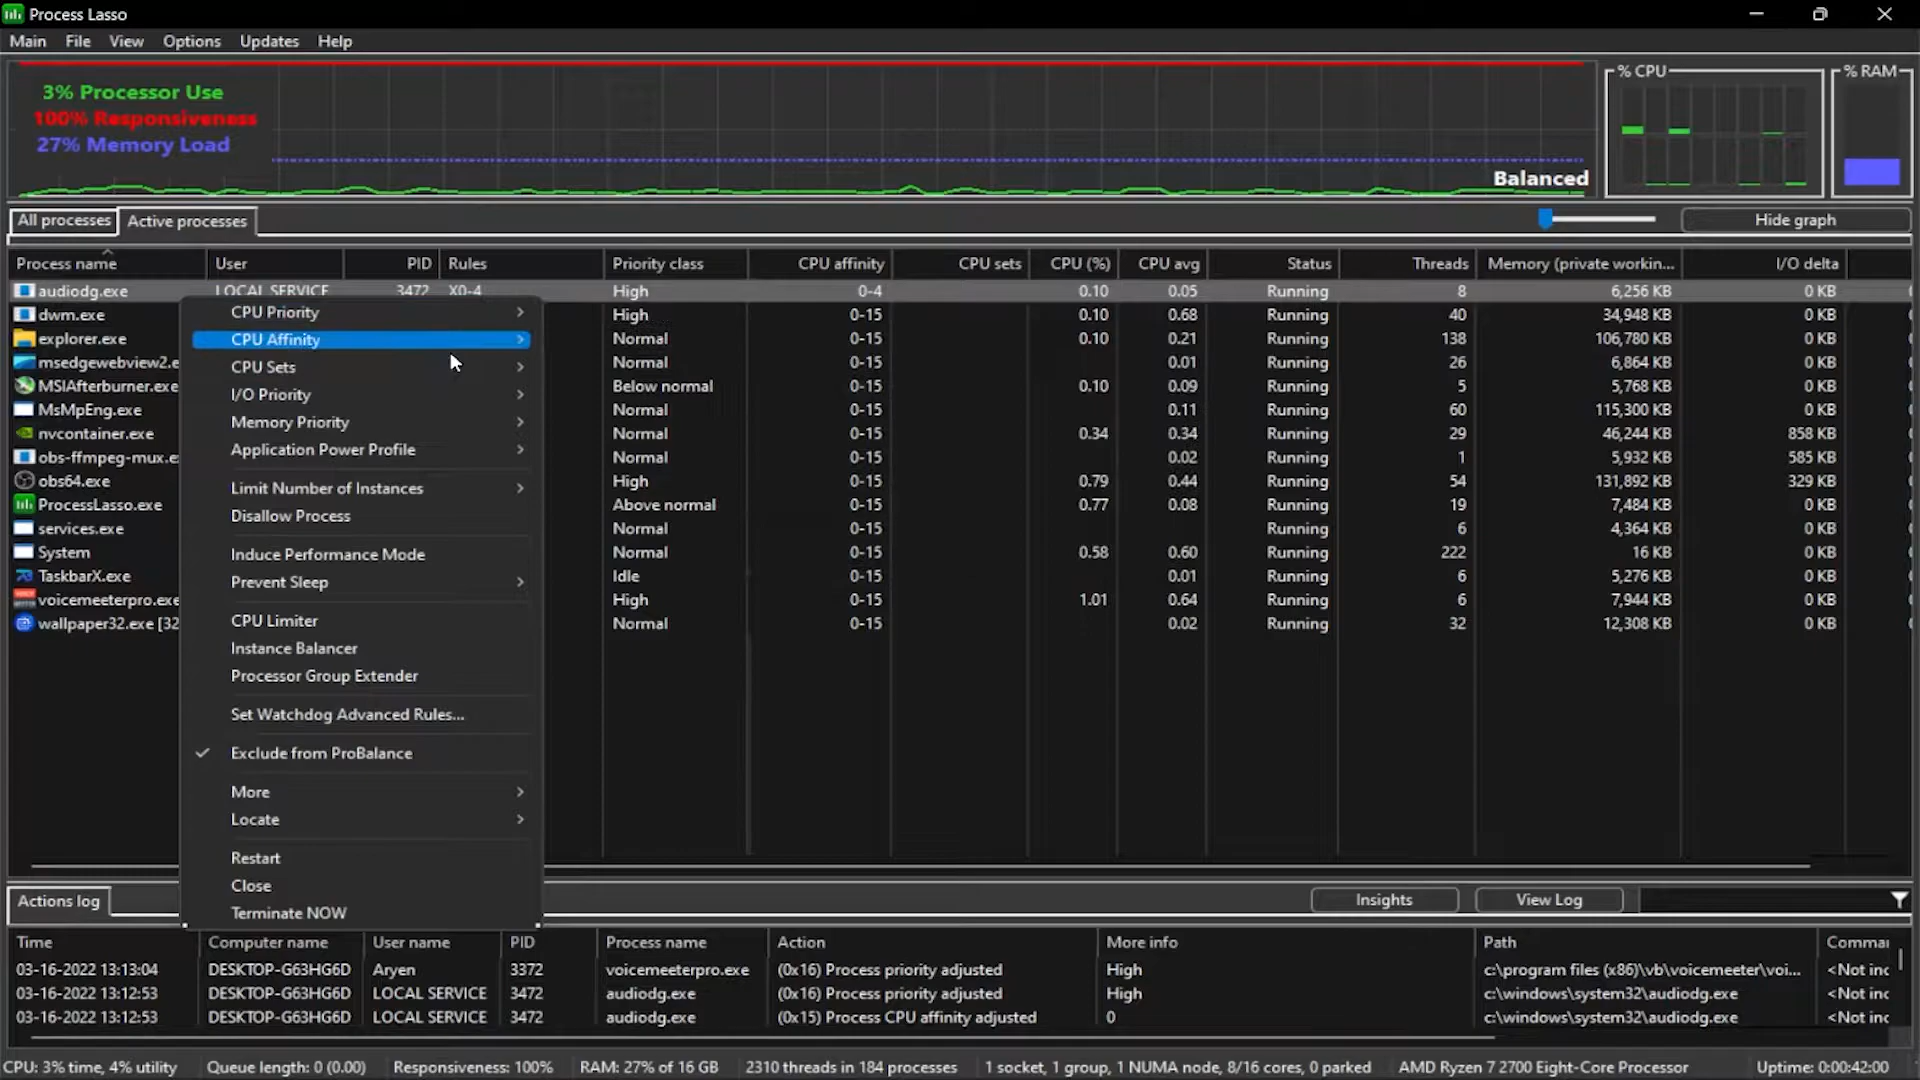 Process Lasso
Main File View Options Updates Help
3% Processor Use
100% Responsiveness
27% Memory Load
Balanced
% CPU
% RAM
All processes Active processes Hide graph
Process name User PID Rules Priority class CPU affinity CPU sets CPU (%) CPU avg Status Threads Memory (private workin... I/O delta
audiodg.exe LOCAL SERVICE 3472 X0-4 High 0-4 0.10 0.05 Running 8 6,256 KB 0 KB
dwm.exe High 0-15 0.10 0.68 Running 40 34,948 KB 0 KB
explorer.exe Normal 0-15 0.10 0.21 Running 138 106,780 KB 0 KB
msedgewebview2.e Normal 0-15 0.01 Running 26 6,864 KB 0 KB
MSIAfterburner.exe Below normal 0-15 0.10 0.09 Running 5 5,768 KB 0 KB
MsMpEng.exe Normal 0-15 0.11 Running 60 115,300 KB 0 KB
nvcontainer.exe Normal 0-15 0.34 0.34 Running 29 46,244 KB 858 KB
obs-ffmpeg-mux.e Normal 0-15 0.02 Running 1 5,932 KB 585 KB
obs64.exe High 0-15 0.79 0.44 Running 54 131,892 KB 329 KB
ProcessLasso.exe Above normal 0-15 0.77 0.08 Running 19 7,484 KB 0 KB
services.exe Normal 0-15 Running 6 4,364 KB 0 KB
System Normal 0-15 0.58 0.60 Running 222 16 KB 0 KB
TaskbarX.exe Idle 0-15 0.01 Running 6 5,276 KB 0 KB
voicemeeterpro.exe High 0-15 1.01 0.64 Running 6 7,944 KB 0 KB
wallpaper32.exe [32 Normal 0-15 0.02 Running 32 12,308 KB 0 KB
CPU Priority
CPU Affinity
CPU Sets
I/O Priority
Memory Priority
Application Power Profile
Limit Number of Instances
Disallow Process
Induce Performance Mode
Prevent Sleep
CPU Limiter
Instance Balancer
Processor Group Extender
Set Watchdog Advanced Rules...
Exclude from ProBalance
More
Locate
Restart
Close
Terminate NOW
Actions log Insights View Log
Time Computer name User name PID Process name Action More info Path Comma
03-16-2022 13:13:04 DESKTOP-G63HG6D Aryen 3372 voicemeeterpro.exe (0x16) Process priority adjusted High c:\program files (x86)\vb\voicemeeter\voi... <Not inc
03-16-2022 13:12:53 DESKTOP-G63HG6D LOCAL SERVICE 3472 audiodg.exe (0x16) Process priority adjusted High c:\windows\system32\audiodg.exe <Not inc
03-16-2022 13:12:53 DESKTOP-G63HG6D LOCAL SERVICE 3472 audiodg.exe (0x15) Process CPU affinity adjusted 0 c:\windows\system32\audiodg.exe <Not inc
CPU: 3% time, 4% utility Queue length: 0 (0.00) Responsiveness: 100% RAM: 27% of 16 GB 2310 threads in 184 processes 1 socket, 1 group, 1 NUMA node, 8/16 cores, 0 parked AMD Ryzen 7 2700 Eight-Core Processor Uptime: 0:00:42:00